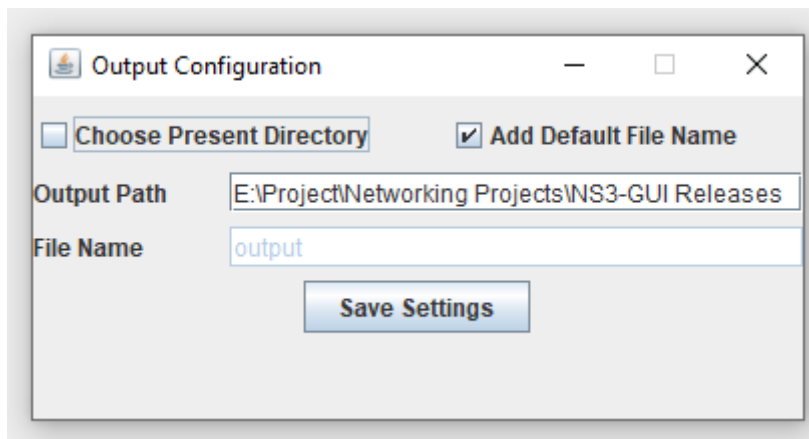 Output Configuration
Choose Present Directory Add Default File Name
Output Path E:\Project\Networking Projects\NS3-GUI Releases
File Name output
Save Settings